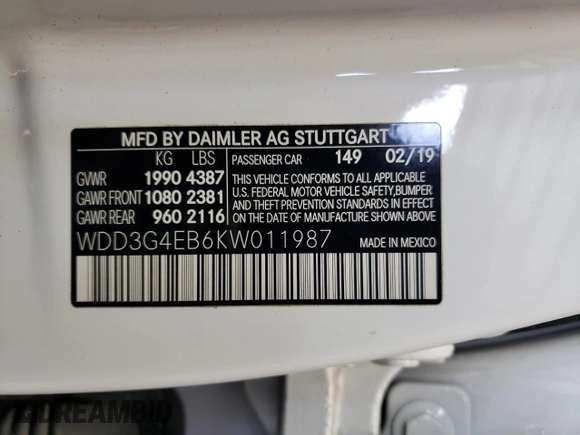 MFD BY DAIMLER AG STUTTGART
KG LBS PASSENGER CAR 149 02/19
GVWR 1990 4387
GAWR FRONT 1080 2381
GAWR REAR 960 2116
THIS VEHICLE CONFORMS TO ALL APPLICABLE
U.S. FEDERAL MOTOR VEHICLE SAFETY, BUMPER
AND THEFT PREVENTION STANDARDS IN EFFECT
ON THE DATE OF MANUFACTURE SHOWN ABOVE.
WDD3G4EB6KW011987 MADE IN MEXICO
DREAMBID